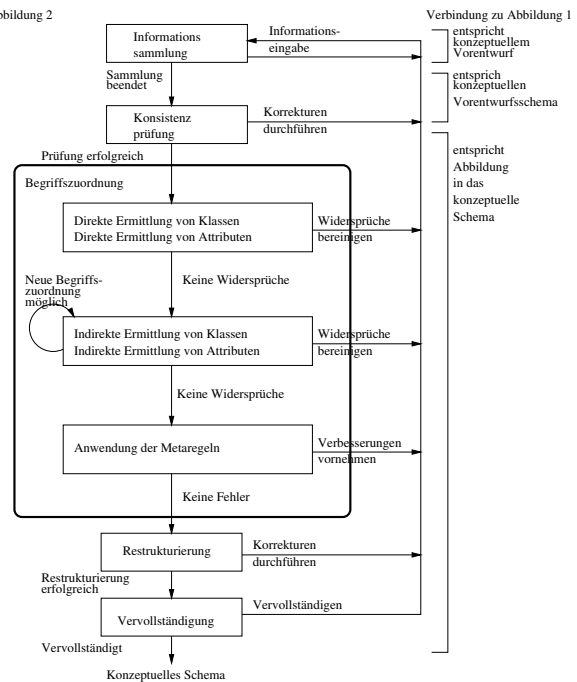 bbildung 2
Verbindung zu Abbildung 1
Informations
sammlung
Informations-
eingabe
entspricht
konzeptuellem
Vorentwurf
Sammlung
beendet
entsprich
konzeptuellen
Vorentwurfsschema
Konsistenz
prüfung
Korrekturen
durchführen
Prüfung erfolgreich
entspricht
Abbildung
in das
konzeptuelle
Schema
Begriffszuordnung
Direkte Ermittlung von Klassen
Direkte Ermittlung von Attributen
Widersprüche
bereinigen
Keine Widersprüche
Neue Begriffs-
zuordnung
möglich
Indirekte Ermittlung von Klassen
Indirekte Ermittlung von Attributen
Widersprüche
bereinigen
Keine Widersprüche
Anwendung der Metaregeln
Verbesserungen
vornehmen
Keine Fehler
Restrukturierung
Korrekturen
durchführen
Restrukturierung
erfolgreich
Vervollständigung
Vervollständigen
Vervollständigt
Konzeptuelles Schema